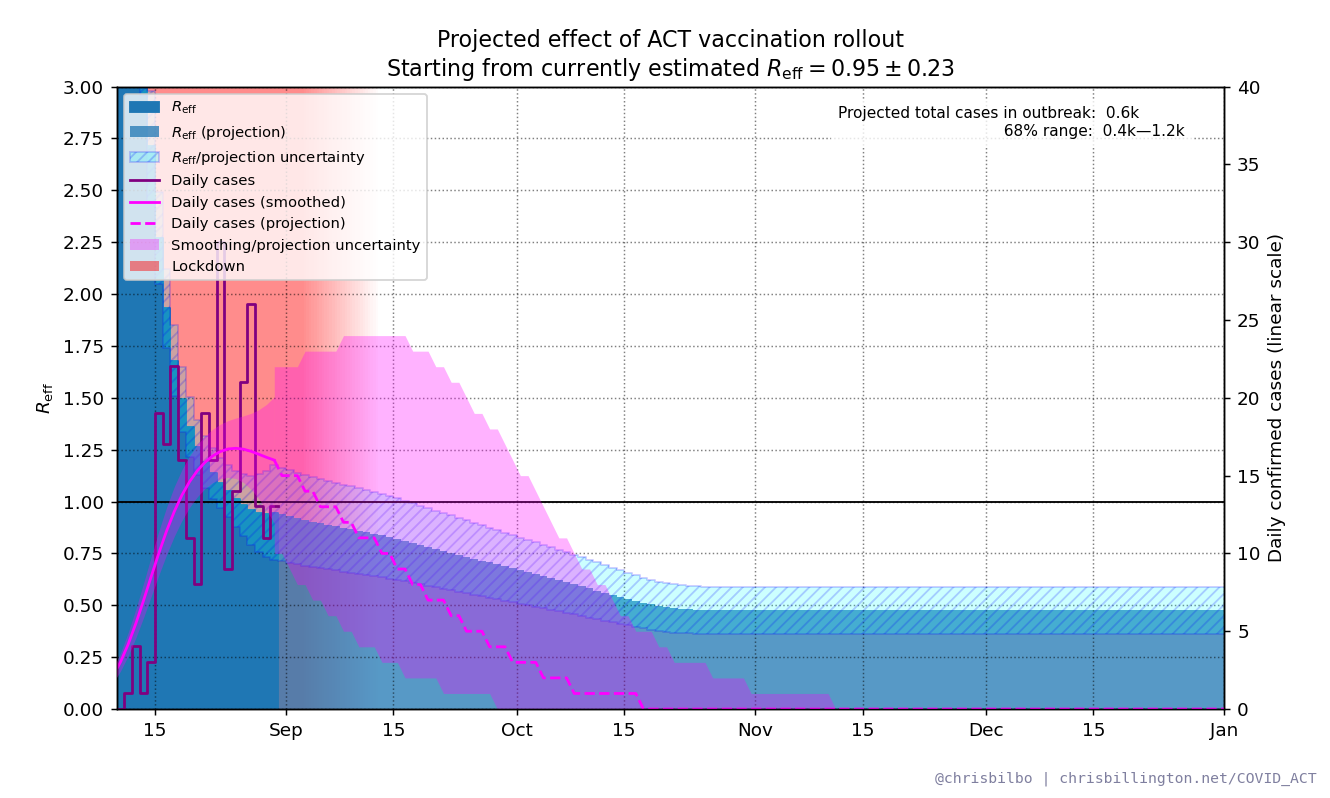 Projected effect of ACT vaccination rollout
Starting from currently estimated R_eff = 0.95 ± 0.23
3.00
2.75
2.50
2.25
2.00
1.75
1.50
1.25
1.00
0.75
0.50
0.25
0.00
R_eff
R_eff
R_eff (projection)
R_eff/projection uncertainty
Daily cases
Daily cases (smoothed)
Daily cases (projection)
Smoothing/projection uncertainty
Lockdown
Projected total cases in outbreak: 0.6k
68% range: 0.4k—1.2k
40
35
30
25
20
15
10
5
0
Daily confirmed cases (linear scale)
15 Sep 15 Oct 15 Nov 15 Dec 15 Jan
@chrisbilbo | chrisbillington.net/COVID_ACT